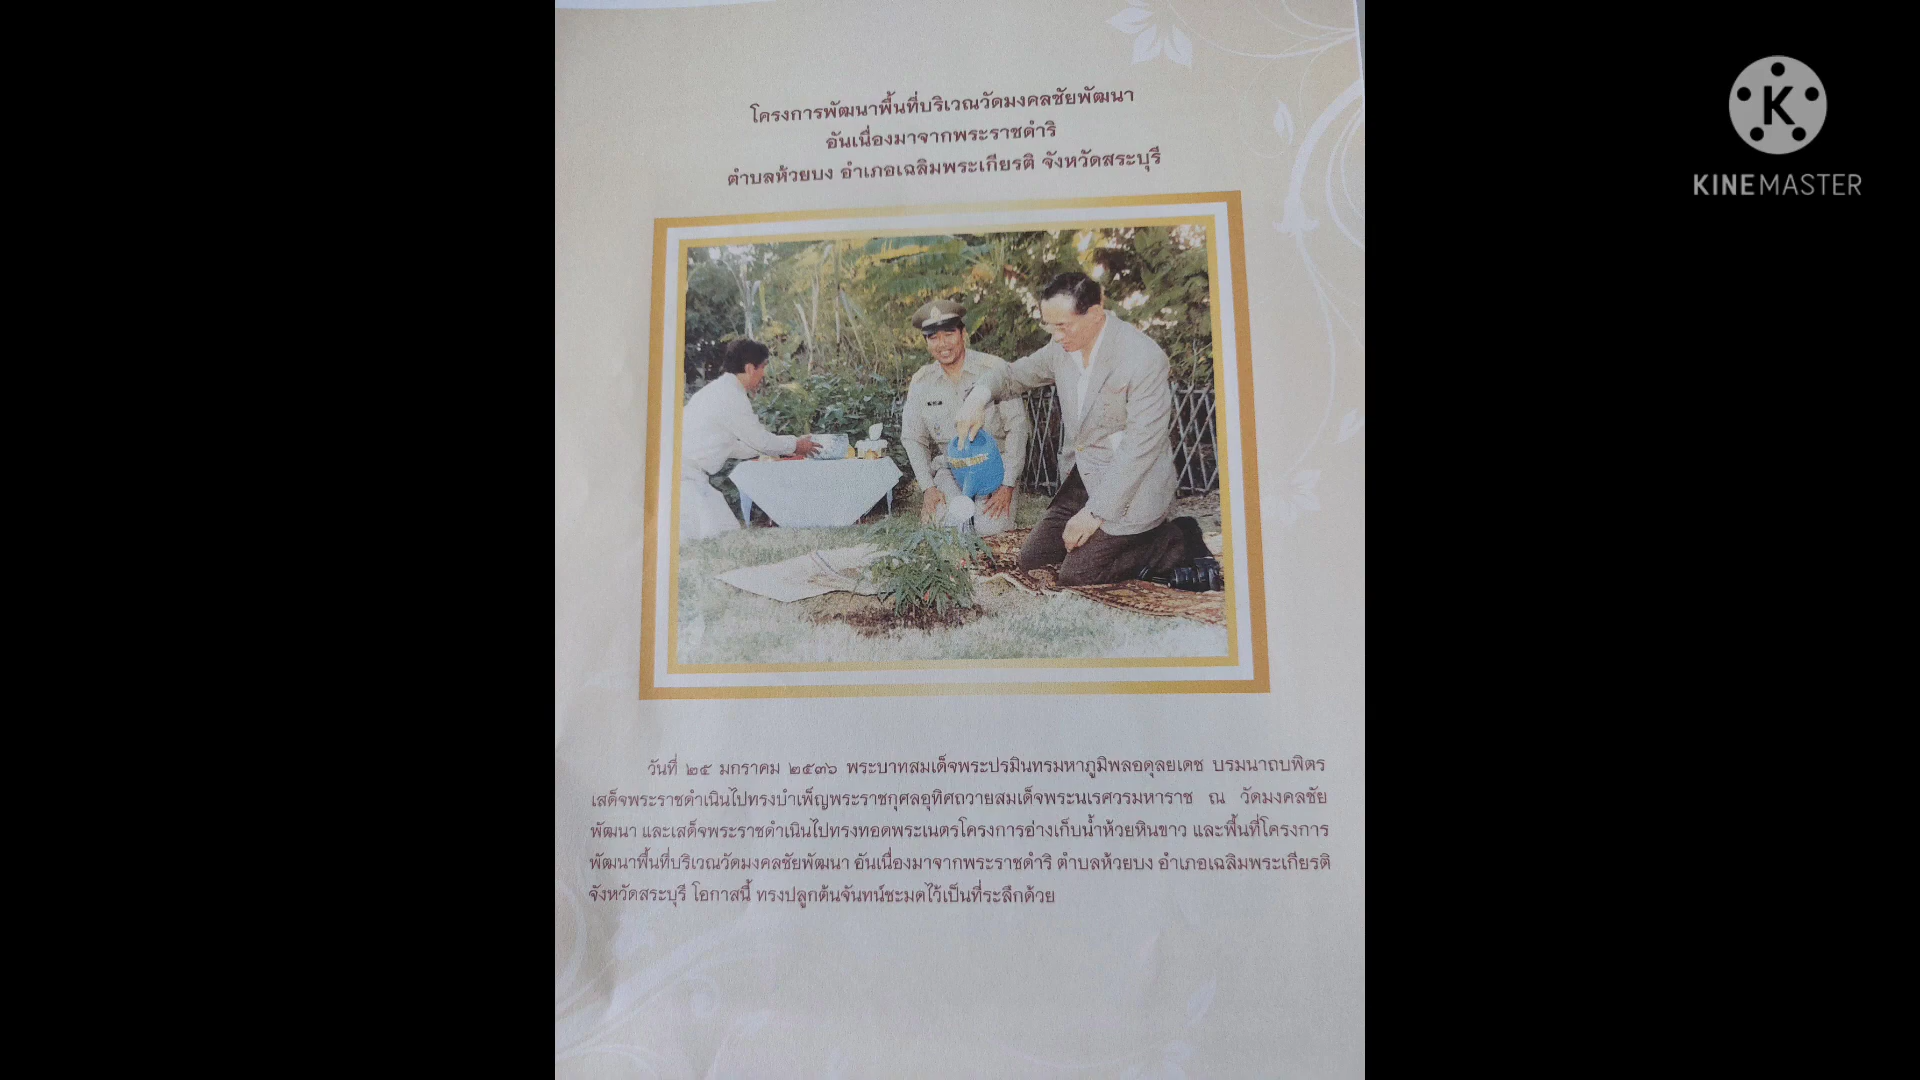 โครงการพัฒนาพื้นที่บริเวณวัดมงคลชัยพัฒนา
อันเนื่องมาจากพระราชดำริ
ตำบลห้วยบง อำเภอเฉลิมพระเกียรติ จังหวัดสระบุรี
วันที่ ๒๕ มกราคม ๒๕๓๖ พระบาทสมเด็จพระปรมินทรมหาภูมิพลอดุลยเดช บรมนาถบพิตร
เสด็จพระราชดำเนินไปทรงบำเพ็ญพระราชกุศลอุทิศถวายสมเด็จพระนเรศวรมหาราช ณ วัดมงคลชัย
พัฒนา และเสด็จพระราชดำเนินไปทรงทอดพระเนตรโครงการอ่างเก็บน้ำห้วยหินขาว และพื้นที่โครงการ
พัฒนาพื้นที่บริเวณวัดมงคลชัยพัฒนา อันเนื่องมาจากพระราชดำริ ตำบลห้วยบง อำเภอเฉลิมพระเกียรติ
จังหวัดสระบุรี โอกาสนี้ ทรงปลูกต้นจันทน์ชะมดไว้เป็นที่ระลึกด้วย
K
KINEMASTER